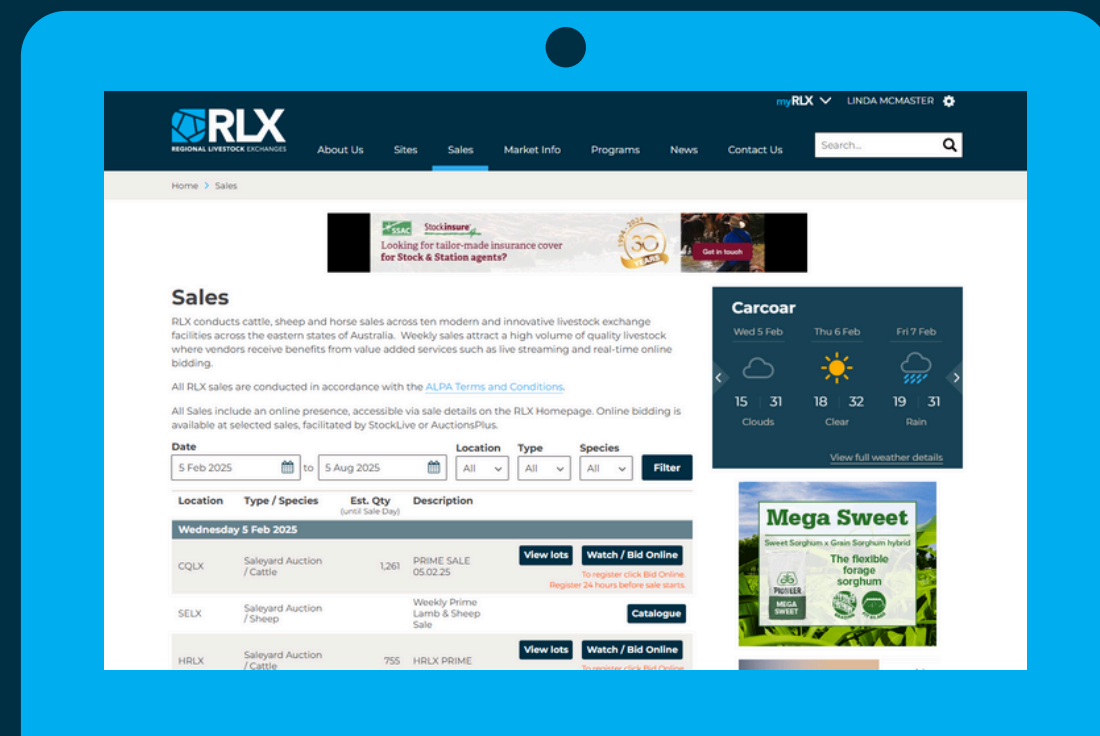 myRLX LINDA MCMASTER
RLX
REGIONAL LIVESTOCK EXCHANGES
About Us Sites Sales Market Info Programs News Contact Us Search...
Home > Sales
SSAC Stockinsure
Looking for tailor-made insurance cover
for Stock & Station agents?
1994-2024
30
YEARS
Get in touch
Sales
RLX conducts cattle, sheep and horse sales across ten modern and innovative livestock exchange
facilities across the eastern states of Australia. Weekly sales attract a high volume of quality livestock
where vendors receive benefits from value added services such as live streaming and real-time online
bidding.
All RLX sales are conducted in accordance with the ALPA Terms and Conditions.
All Sales include an online presence, accessible via sale details on the RLX Homepage. Online bidding is
available at selected sales, facilitated by StockLive or AuctionsPlus.
Date Location Type Species
5 Feb 2025 to 5 Aug 2025 All All All Filter
Location Type / Species Est. Qty Description
(until Sale Day)
Wednesday 5 Feb 2025
CQLX Saleyard Auction / Cattle 1,261 PRIME SALE 05.02.25 View lots Watch / Bid Online
To register click Bid Online.
Register 24 hours before sale starts.
SELX Saleyard Auction / Sheep Weekly Prime Lamb & Sheep Sale Catalogue
HRLX Saleyard Auction / Cattle 755 HRLX PRIME View lots Watch / Bid Online
To register click Bid Online.
Carcoar
Wed 5 Feb Thu 6 Feb Fri 7 Feb
15 31 18 32 19 31
Clouds Clear Rain
View full weather details
Mega Sweet
Sweet Sorghum x Grain Sorghum hybrid
The flexible
forage
sorghum
PIONEER
MEGA
SWEET